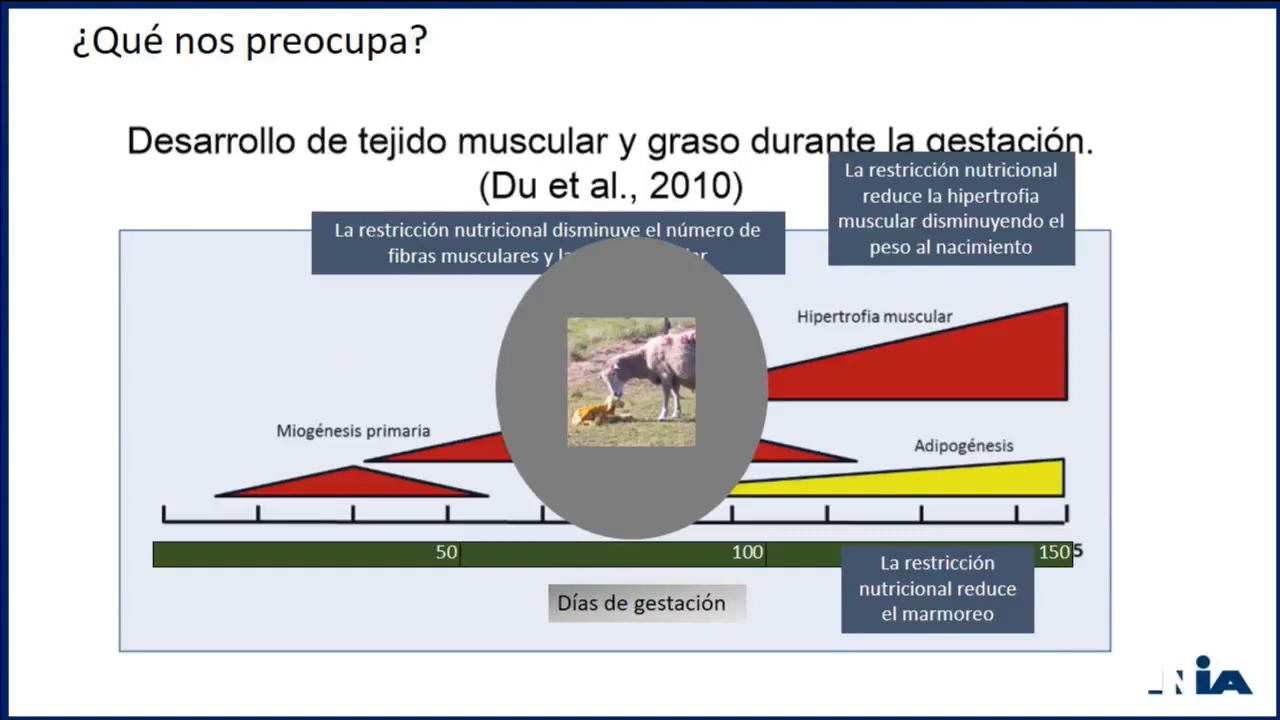 ¿Qué nos preocupa?
Desarrollo de tejido muscular y graso durante la gestación.
(Du et al., 2010)
La restricción nutricional
reduce la hipertrofia
muscular disminuyendo el
peso al nacimiento
La restricción nutricional disminuye el número de
fibras musculares y
Hipertrofia muscular
Miogénesis primaria
Adipogénesis
50
100
150
5
La restricción
nutricional reduce
el marmoreo
Días de gestación
INIA